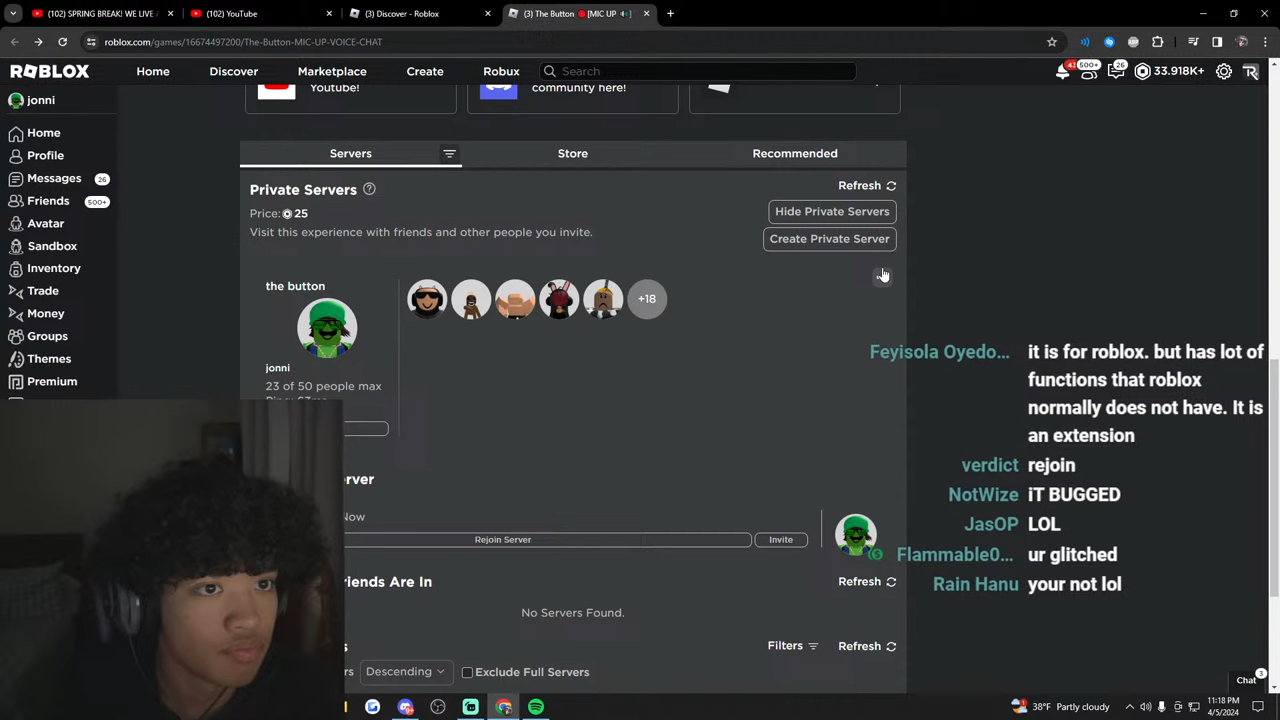 (102) SPRING BREAK! WE LIVE
(102) YouTube
(3) Discover - Roblox
(3) The Button 🔴[MIC UP 🔊]
roblox.com/games/16674497200/The-Button-MIC-UP-VOICE-CHAT
ROBLOX
Home
Discover
Marketplace
Create
Robux
Search
500+
26
33.918K+
jonni
Youtube!
community here!
Home
Profile
Messages 26
Friends 500+
Avatar
Sandbox
Inventory
Trade
Money
Groups
Themes
Premium
Servers
Store
Recommended
Private Servers
Refresh
Price: 25
Hide Private Servers
Visit this experience with friends and other people you invite.
Create Private Server
the button
+18
jonni
23 of 50 people max
Now
Rejoin Server
Invite
Refresh
No Servers Found.
Filters
Refresh
Descending
Exclude Full Servers
Feyisola Oyedo... it is for roblox. but has lot of
functions that roblox
normally does not have. It is
an extension
verdict rejoin
NotWize iT BUGGED
JasOP LOL
Flammable0... ur glitched
Rain Hanu your not lol
Chat 3
38°F Partly cloudy
11:18 PM
4/5/2024